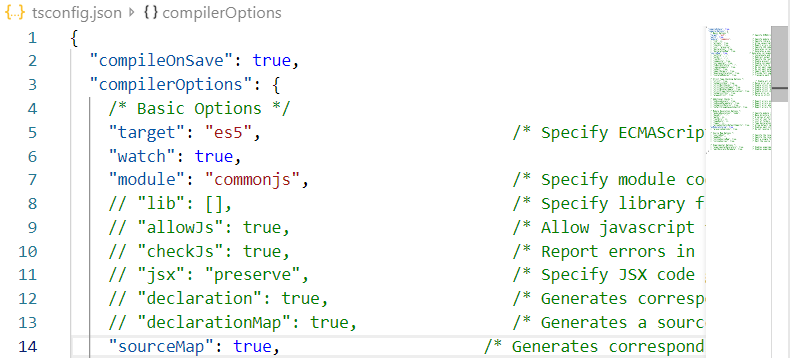 {..} tsconfig.json ▸ {} compilerOptions
1 {
2 "compileOnSave": true,
3 "compilerOptions": {
4 /* Basic Options */
5 "target": "es5", /* Specify ECMAScrip
6 "watch": true,
7 "module": "commonjs", /* Specify module co
8 // "lib": [], /* Specify library f
9 // "allowJs": true, /* Allow javascript
10 // "checkJs": true, /* Report errors in
11 // "jsx": "preserve", /* Specify JSX code
12 // "declaration": true, /* Generates corresp
13 // "declarationMap": true, /* Generates a sourc
14 "sourceMap": true, /* Generates correspond